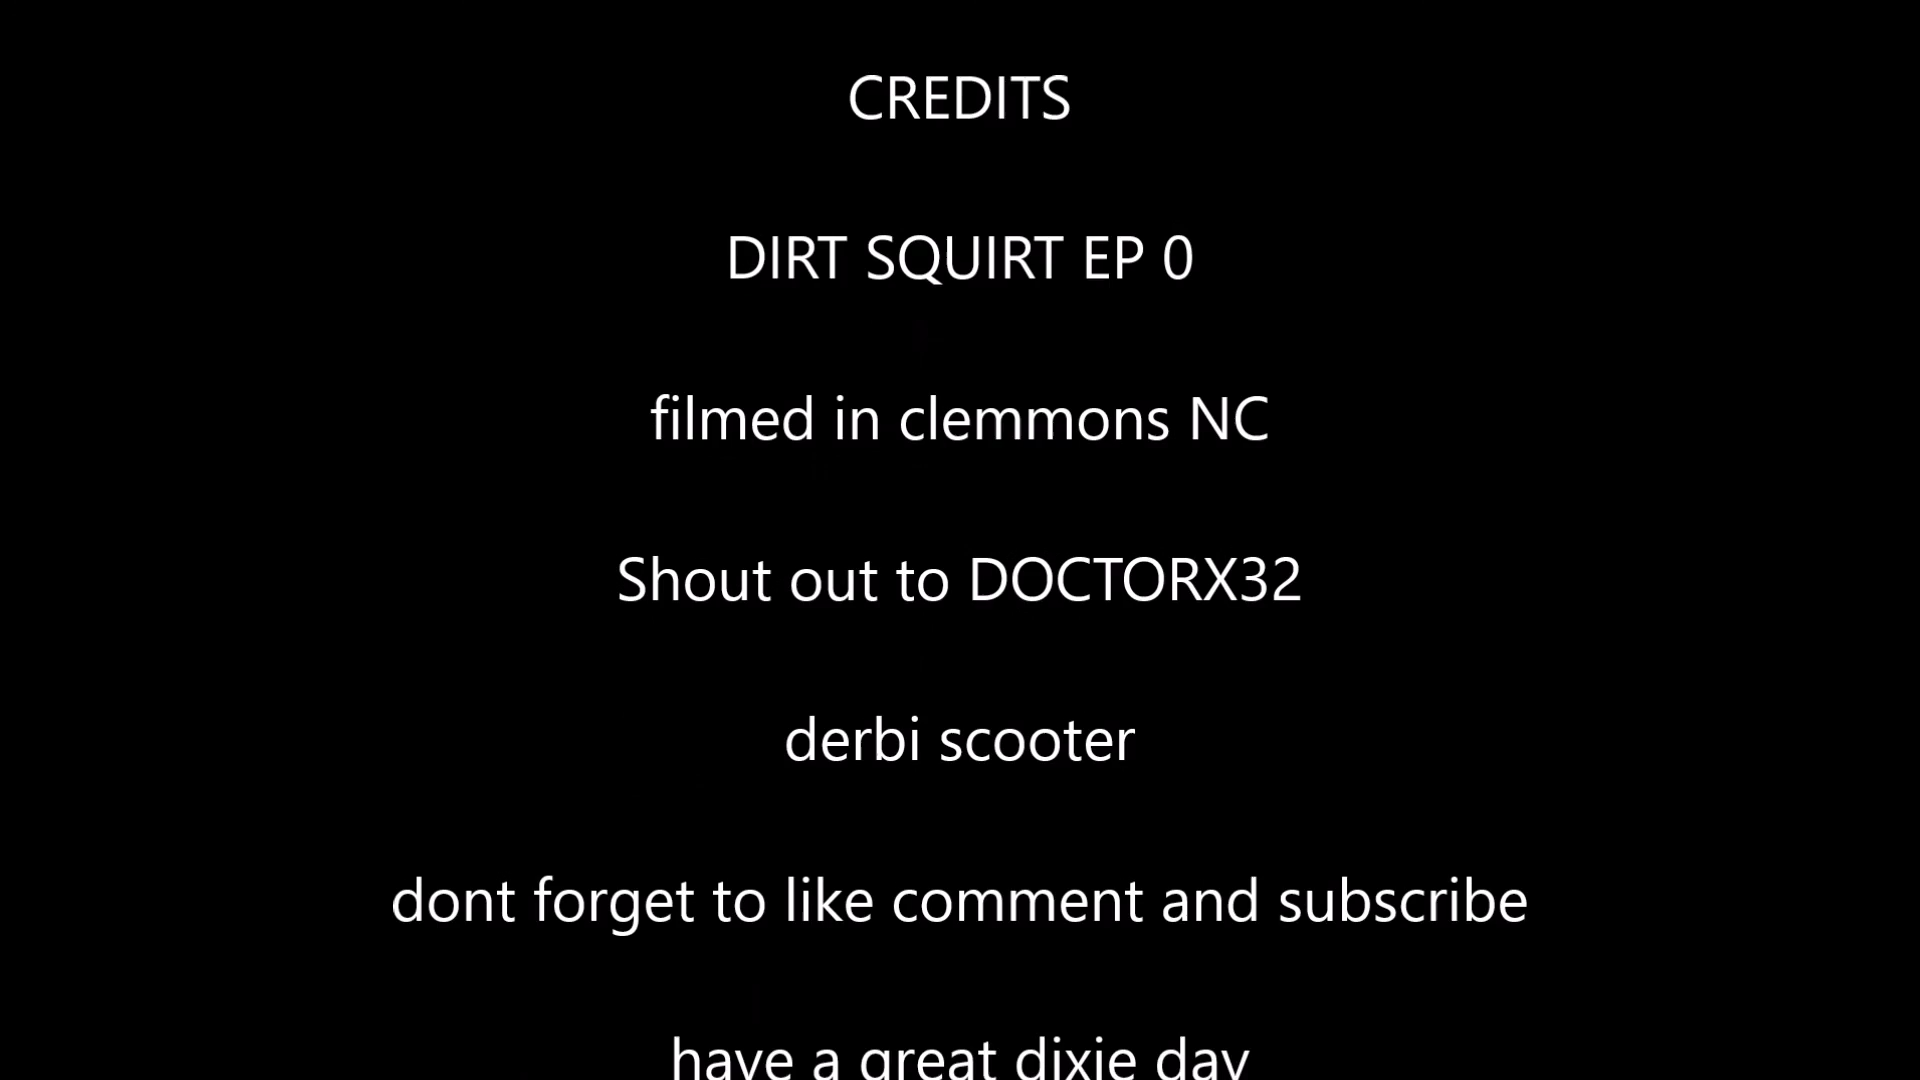 CREDITS
DIRT SQUIRT EP 0
filmed in clemmons NC
Shout out to DOCTORX32
derbi scooter
dont forget to like comment and subscribe
have a great dixie day